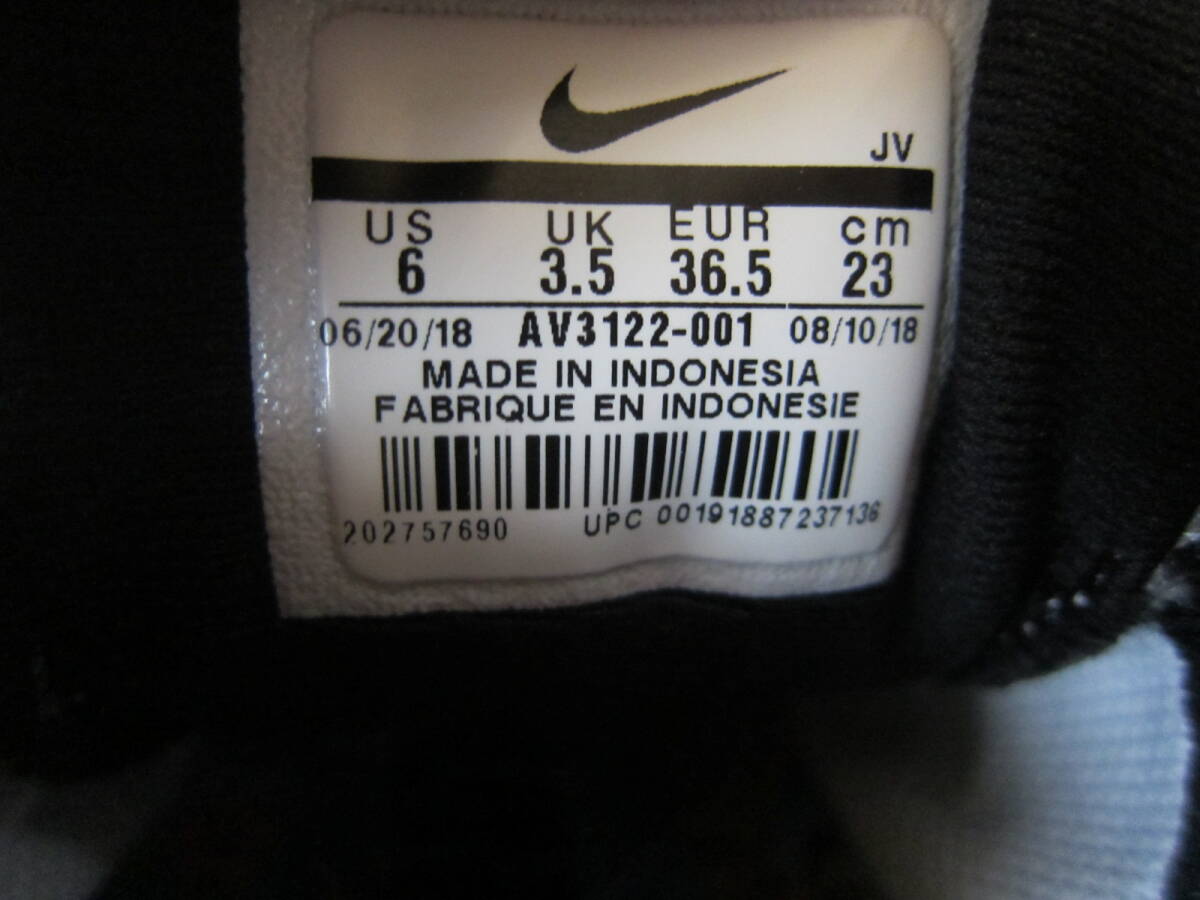 JV
US UK EUR cm
6 3.5 36.5 23
06/20/18 AV3122-001 08/10/18
MADE IN INDONESIA
FABRIQUE EN INDONESIE
202757690 UPC 00191887237136